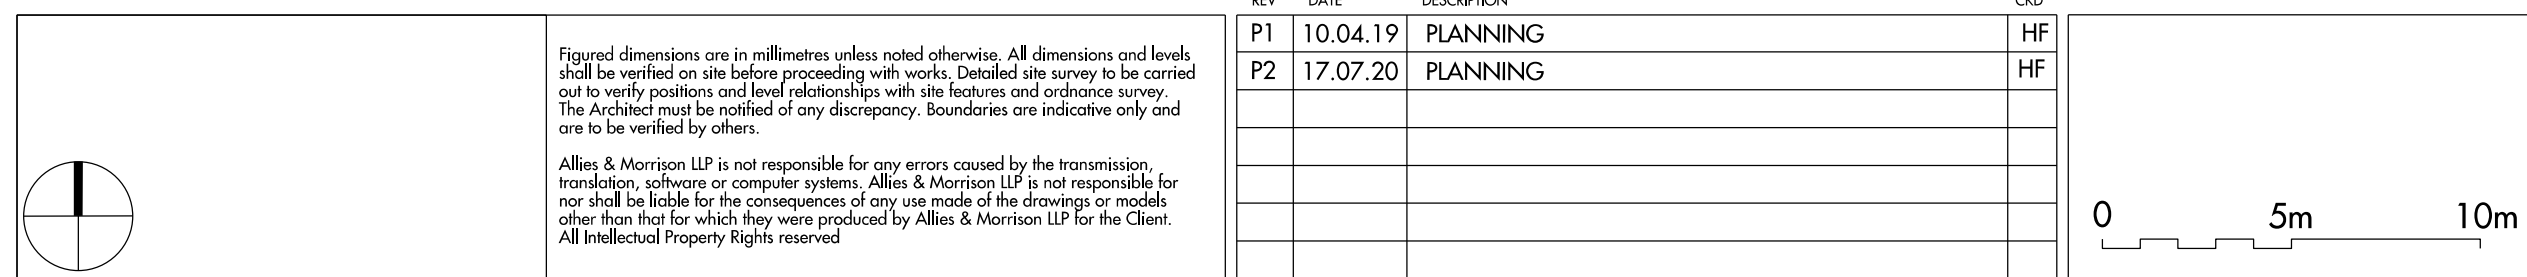 Figured dimensions are in millimetres unless noted otherwise. All dimensions and levels
shall be verified on site before proceeding with works. Detailed site survey to be carried
out to verify positions and level relationships with site features and ordnance survey.
The Architect must be notified of any discrepancy. Boundaries are indicative only and
are to be verified by others.
Allies & Morrison LLP is not responsible for any errors caused by the transmission,
translation, software or computer systems. Allies & Morrison LLP is not responsible for
nor shall be liable for the consequences of any use made of the drawings or models
other than that for which they were produced by Allies & Morrison LLP for the Client.
All Intellectual Property Rights reserved
REV DATE DESCRIPTION CKD
P1 10.04.19 PLANNING HF
P2 17.07.20 PLANNING HF
0 5m 10m